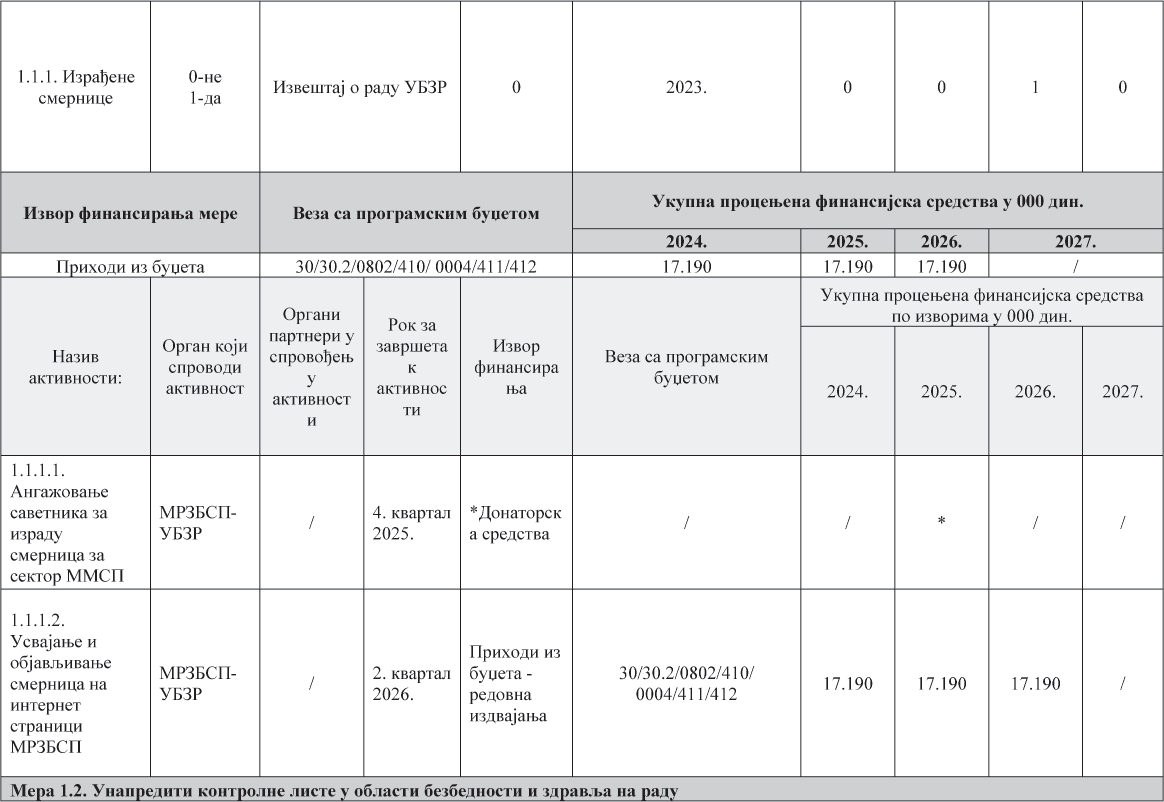 1.1.1. Израђене
смернице
0-не
1-да
Извештај о раду УБЗР
0
2023.
0
0
1
0
Извор финансирања мере
Веза са програмским буџетом
Укупна процењена финансијска средства у 000 дин.
2024.
2025.
2026.
2027.
Приходи из буџета
30/30.2/0802/410/ 0004/411/412
17.190
17.190
17.190
/
Назив
активности:
Орган који
спроводи
активност
Органи
партнери у
спровођењ
у
активност
и
Рок за
завршета
к
активнос
ти
Извор
финансира
ња
Веза са програмским
буџетом
Укупна процењена финансијска средства
по изворима у 000 дин.
2024.
2025.
2026.
2027.
1.1.1.1.
Ангажовање
саветника за
израду
смерница за
сектор ММСП
МРЗБСП-
УБЗР
/
4. квартал
2025.
*Донаторск
а средства
/
/
*
/
/
1.1.1.2.
Усвајање и
објављивање
смерница на
интернет
страници
МРЗБСП
МРЗБСП-
УБЗР
/
2. квартал
2026.
Приходи из
буџета -
редовна
издвајања
30/30.2/0802/410/
0004/411/412
17.190
17.190
17.190
/
Мера 1.2. Унапредити контролне листе у области безбедности и здравља на раду